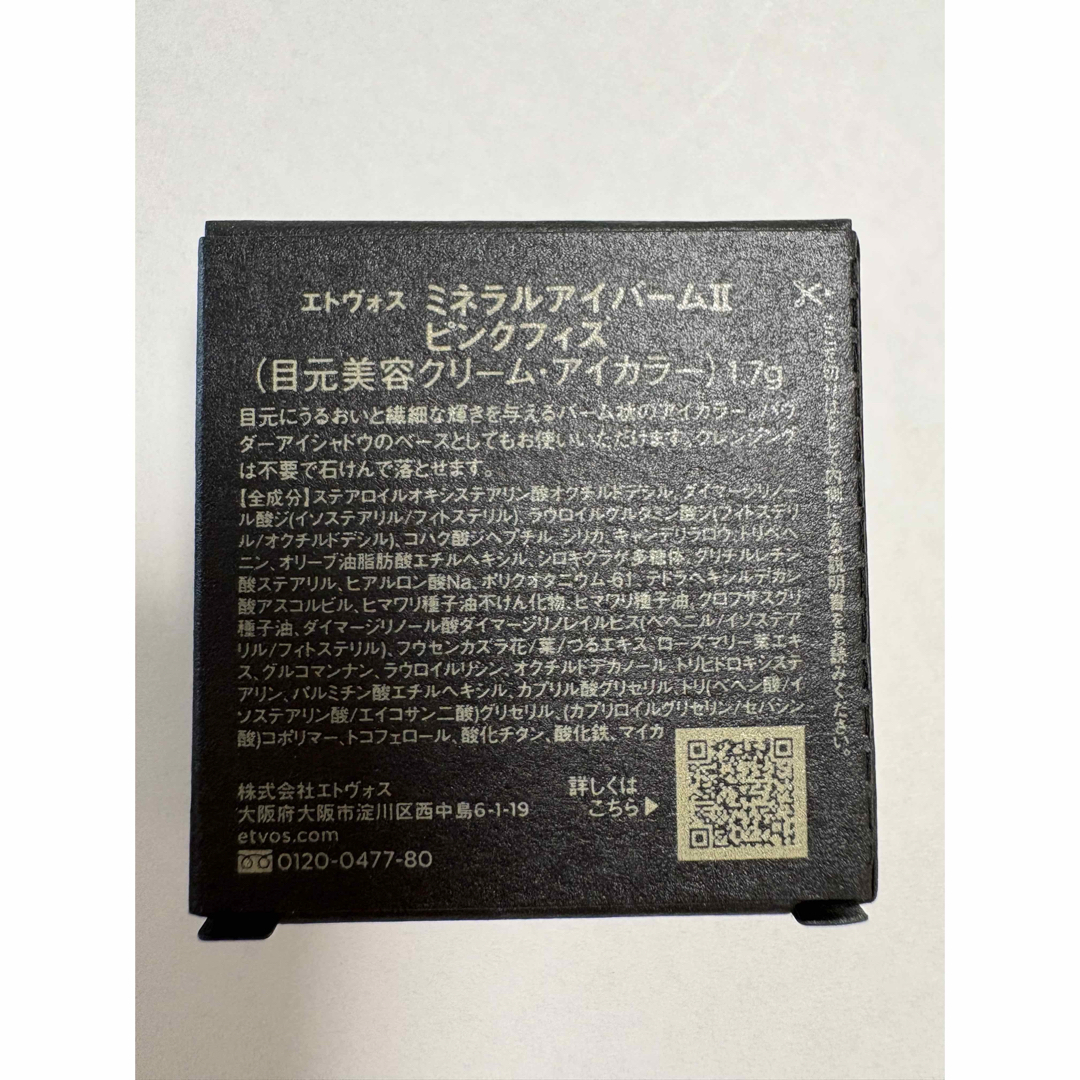 エトヴォス ミネラルアイバームⅡ
ピンクフィズ
(目元美容クリーム・アイカラー) 1.7g
目元にうるおいと繊細な輝きを与えるバーム状のアイカラー。パウ
ダーアイシャドウのベースとしてもお使いいただけます。クレンジング
は不要で石けんで落とせます。
【全成分】ステアロイルオキシステアリン酸オクチルドデシル、ダイマージリノー
ル酸ジ(イソステアリル/フィトステリル)、ラウロイルグルタミン酸ジ(フィトステリ
ル/オクチルドデシル)、コハク酸ジヘプチル、シリカ、キャンデリラロウ、トリベヘ
ニン、オリーブ油脂肪酸エチルヘキシル、シロキクラゲ多糖体、グリチルレチン
酸ステアリル、ヒアルロン酸Na、ポリクオタニウム-61、テトラヘキシルデカン
酸アスコルビル、ヒマワリ種子油不けん化物、ヒマワリ種子油、クロフサスグリ
種子油、ダイマージリノール酸ダイマージリノレイルビス(ベヘニル/イソステア
リル/フィトステリル)、フウセンカズラ花/葉/つるエキス、ローズマリー葉エキ
ス、グルコマンナン、ラウロイルリシン、オクチルドデカノール、トリヒドロキシステ
アリン、パルミチン酸エチルヘキシル、カプリル酸グリセリル、トリ(ベヘン酸/イ
ソステアリン酸/エイコサン二酸)グリセリル、(カプリロイルグリセリン/セバシン
酸)コポリマー、トコフェロール、酸化チタン、酸化鉄、マイカ
株式会社エトヴォス
大阪府大阪市淀川区西中島6-1-19
etvos.com
0120-0477-80
詳しくは
こちら▶
内側にある説明書をお読みください。